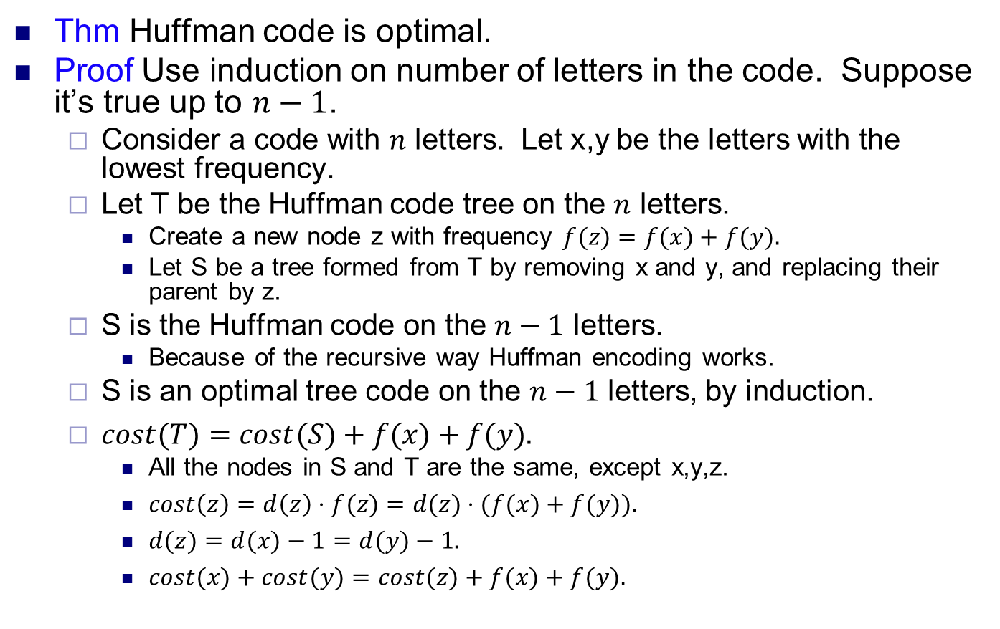 Thm Huffman code is optimal.
Proof Use induction on number of letters in the code. Suppose
it’s true up to n − 1.
Consider a code with n letters. Let x,y be the letters with the
lowest frequency.
Let T be the Huffman code tree on the n letters.
Create a new node z with frequency f(z) = f(x) + f(y).
Let S be a tree formed from T by removing x and y, and replacing their
parent by z.
S is the Huffman code on the n − 1 letters.
Because of the recursive way Huffman encoding works.
S is an optimal tree code on the n − 1 letters, by induction.
cost(T) = cost(S) + f(x) + f(y).
All the nodes in S and T are the same, except x,y,z.
cost(z) = d(z) · f(z) = d(z) · (f(x) + f(y)).
d(z) = d(x) − 1 = d(y) − 1.
cost(x) + cost(y) = cost(z) + f(x) + f(y).